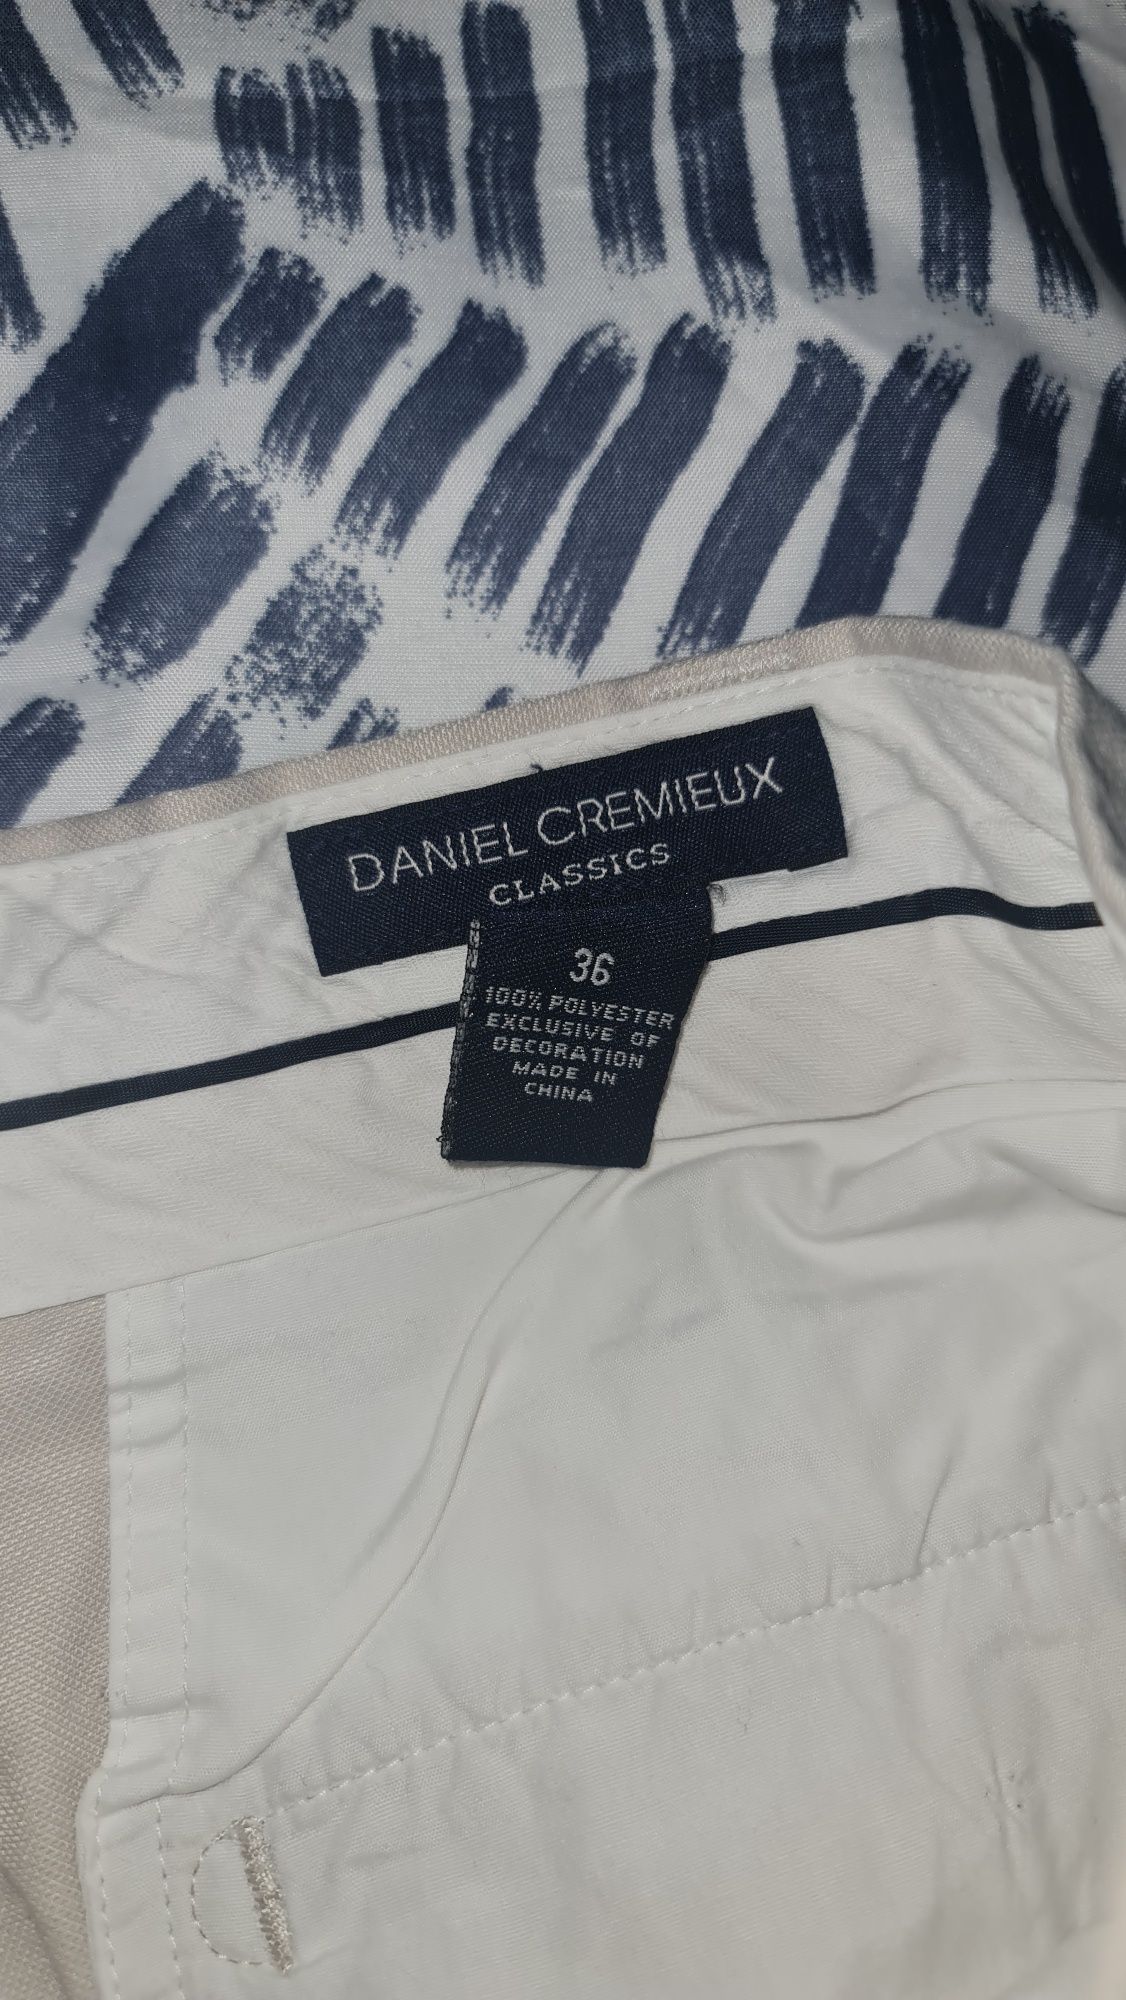 DANIEL CREMIEUX
CLASSICS
36
100% POLYESTER
EXCLUSIVE OF
DECORATION
MADE IN
CHINA